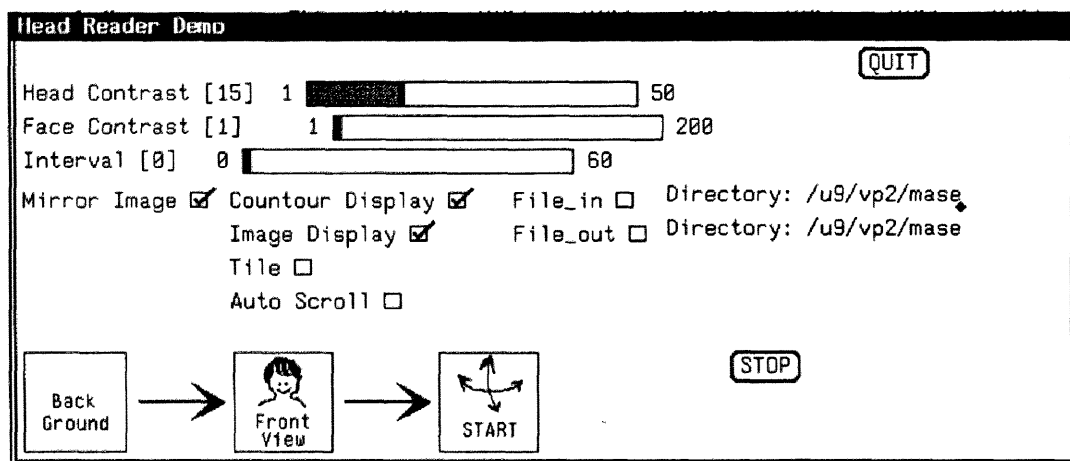 Head Reader Demo
QUIT
Head Contrast [15] 1 50
Face Contrast [1] 1 200
Interval [0] 0 60
Mirror Image Countour Display File_in Directory: /u9/vp2/mase
Image Display File_out Directory: /u9/vp2/mase
Tile
Auto Scroll
STOP
Back
Ground
Front
View
START